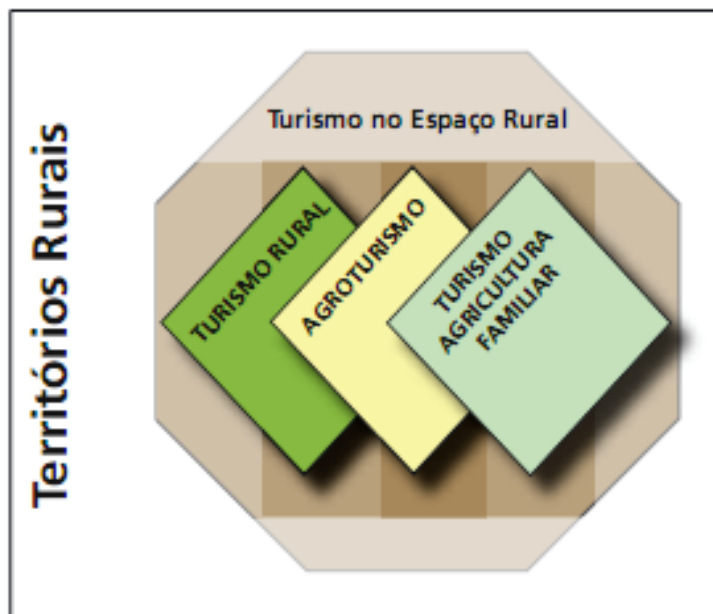 Territórios Rurais
Turismo no Espaço Rural
TURISMO RURAL
AGROTURISMO
TURISMO
AGRICULTURA
FAMILIAR